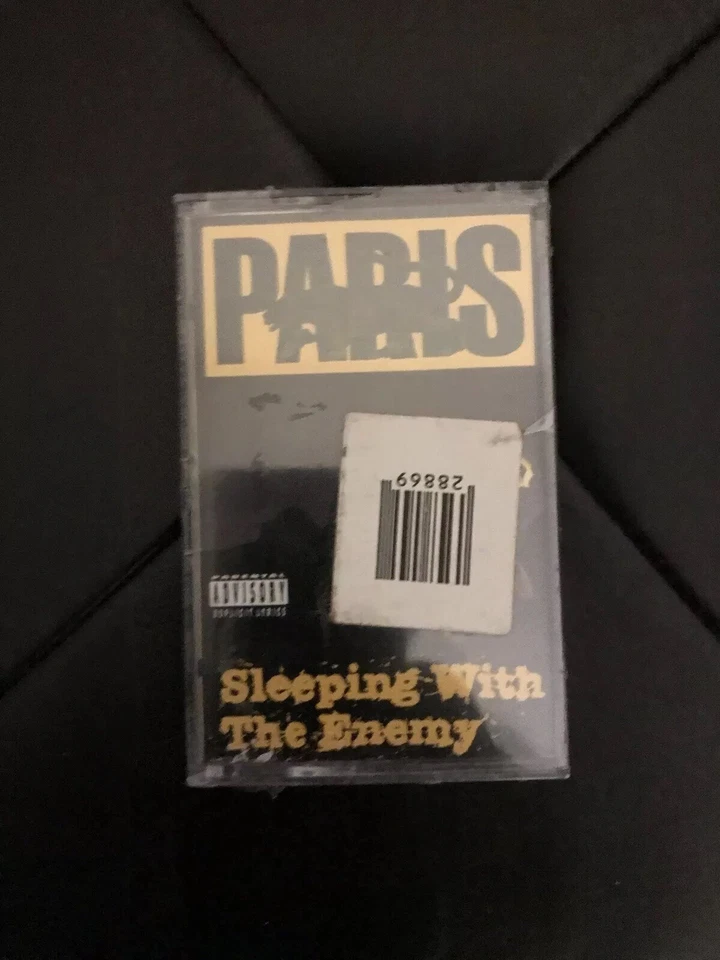 PARIS
28869
PARENTAL
ADVISORY
EXPLICIT LYRICS
Sleeping With
The Enemy